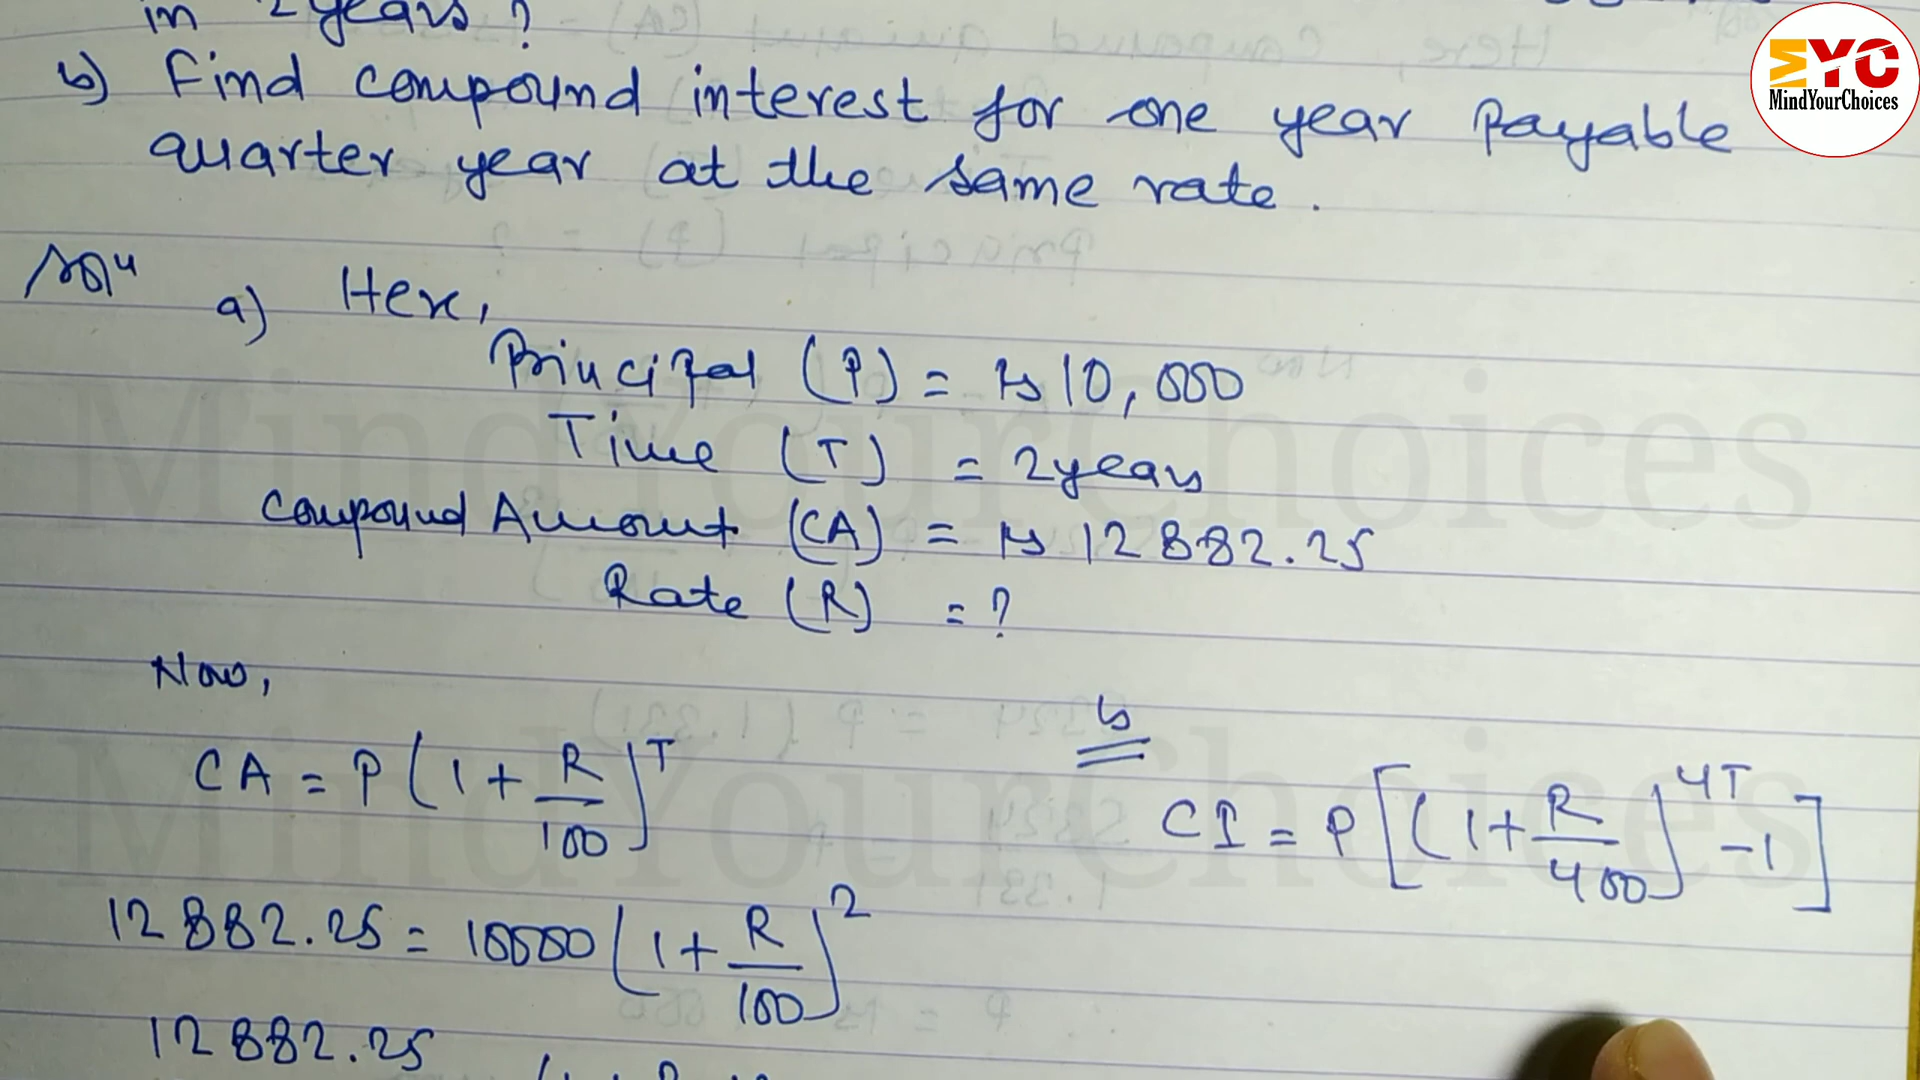 in 2 years?
b) Find compound interest for one year payable
quarter year at the same rate.
Solⁿ
a) Here,
Principal (P) = Rs 10,000
Time (T) = 2 years
Compound Amount (CA) = Rs 12882.25
Rate (R) = ?
Now,
CA = P (1 + R/100)^T
12882.25 = 10000 (1 + R/100)^2
12882.25
b
CI = P [(1 + R/400)^4T - 1]
MYC
MindYourChoices
MindYourChoices
MindYourChoices